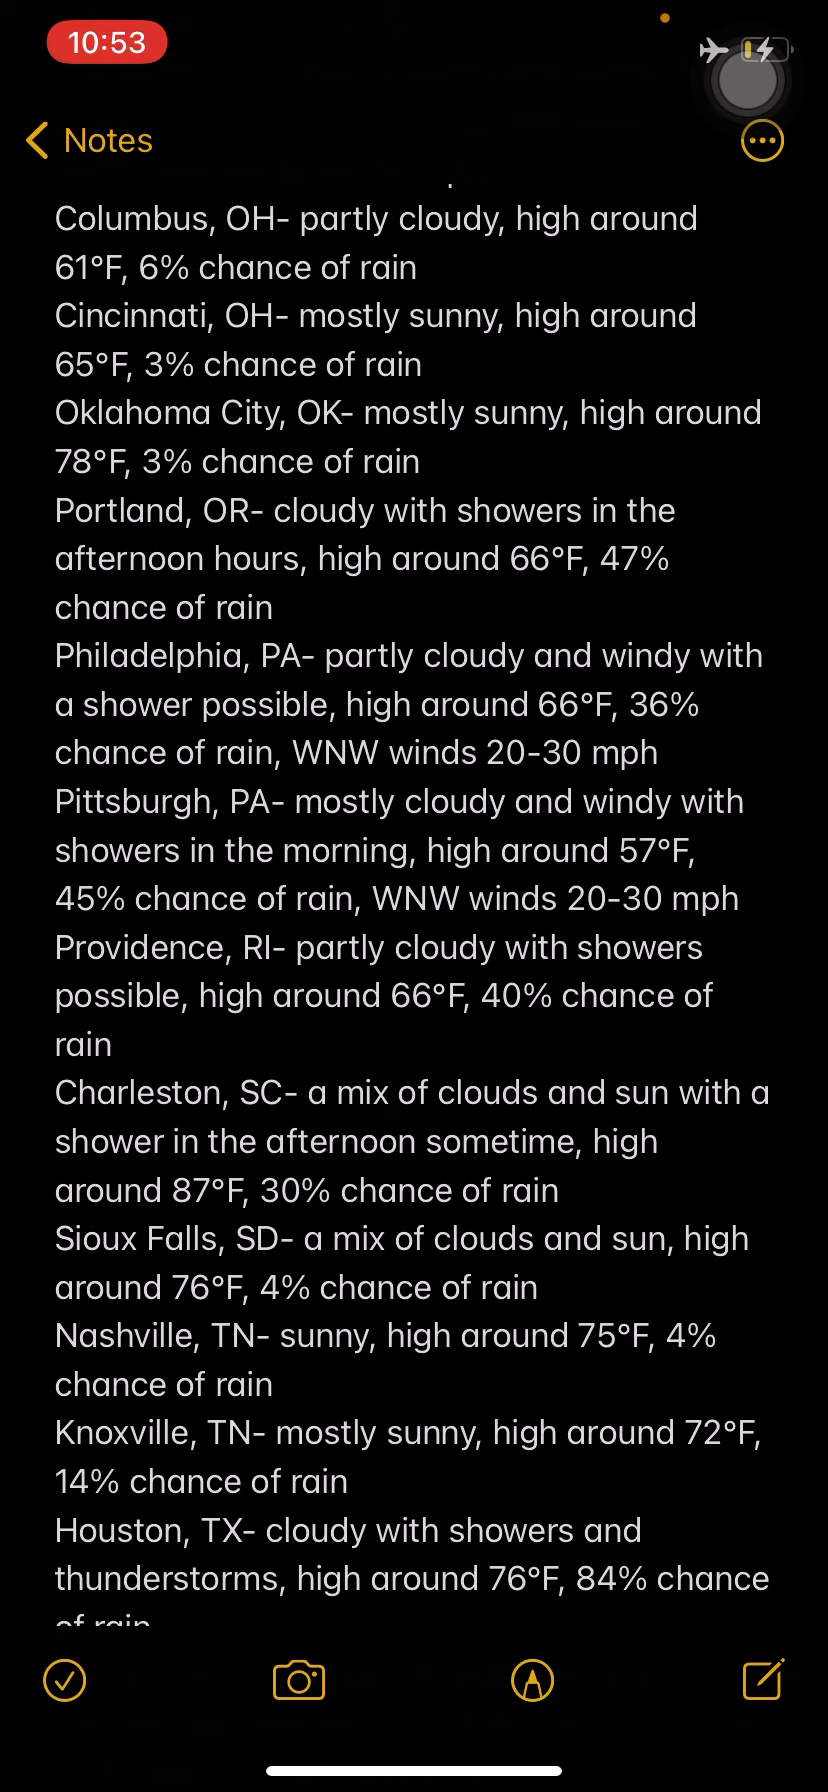 10:53
Notes
Columbus, OH- partly cloudy, high around
61°F, 6% chance of rain
Cincinnati, OH- mostly sunny, high around
65°F, 3% chance of rain
Oklahoma City, OK- mostly sunny, high around
78°F, 3% chance of rain
Portland, OR- cloudy with showers in the
afternoon hours, high around 66°F, 47%
chance of rain
Philadelphia, PA- partly cloudy and windy with
a shower possible, high around 66°F, 36%
chance of rain, WNW winds 20-30 mph
Pittsburgh, PA- mostly cloudy and windy with
showers in the morning, high around 57°F,
45% chance of rain, WNW winds 20-30 mph
Providence, RI- partly cloudy with showers
possible, high around 66°F, 40% chance of
rain
Charleston, SC- a mix of clouds and sun with a
shower in the afternoon sometime, high
around 87°F, 30% chance of rain
Sioux Falls, SD- a mix of clouds and sun, high
around 76°F, 4% chance of rain
Nashville, TN- sunny, high around 75°F, 4%
chance of rain
Knoxville, TN- mostly sunny, high around 72°F,
14% chance of rain
Houston, TX- cloudy with showers and
thunderstorms, high around 76°F, 84% chance
of rain